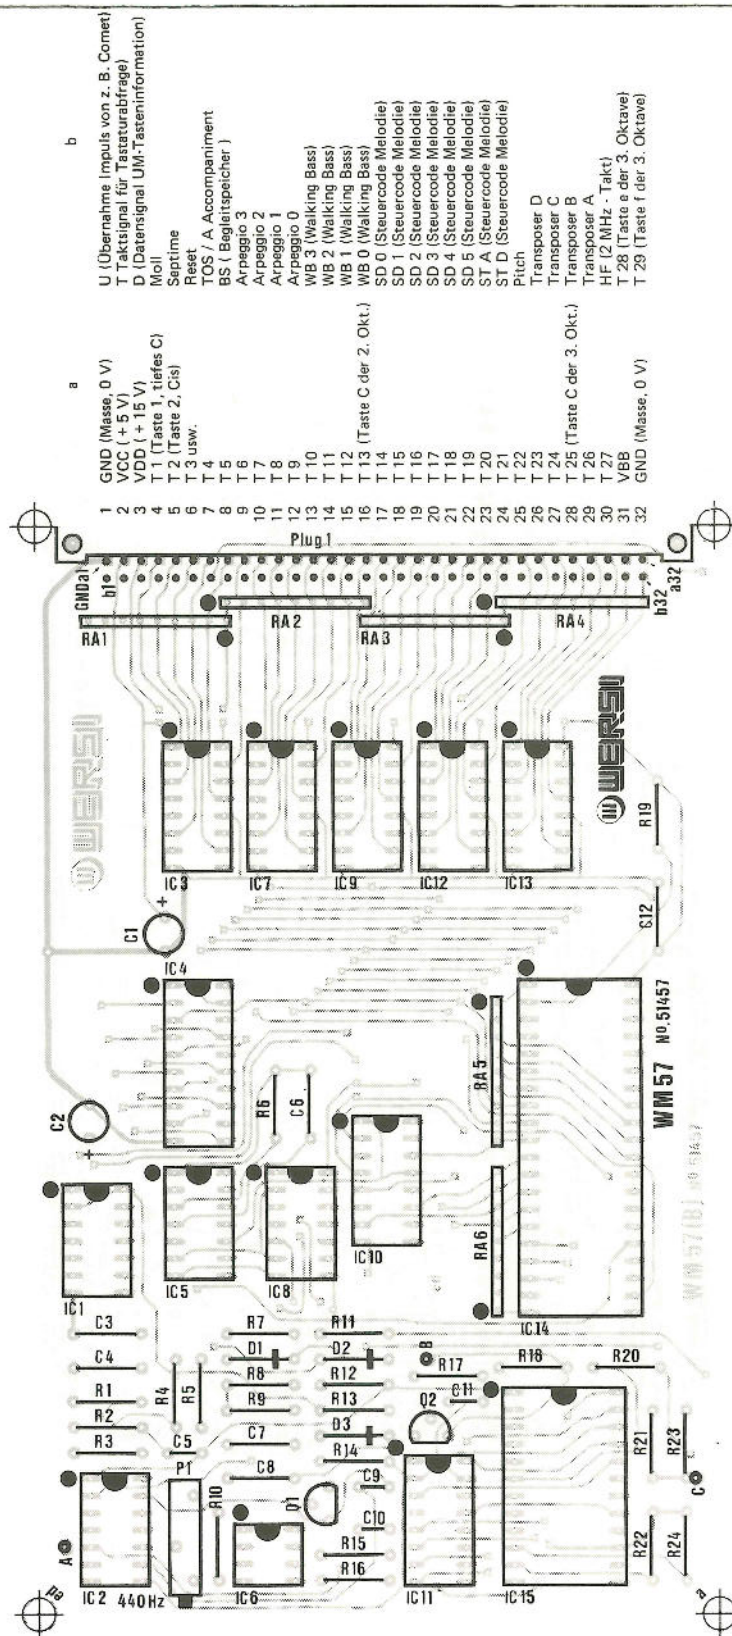 a b
1 GND (Masse, 0 V) U (Übernahme Impuls von z. B. Comet)
2 VCC (+ 5 V) T Taktsignal für Tastaturabfrage)
3 VDD (+ 15 V) D (Datensignal UM-Tasteninformation)
4 T 1 (Taste 1, tiefes C) Moll
5 T 2 (Taste 2, Cis) Septime
6 T 3 usw. Reset
7 T 4 TOS / A Accompaniment
8 T 5 BS ( Begleitspeicher )
9 T 6 Arpeggio 3
10 T 7 Arpeggio 2
11 T 8 Arpeggio 1
12 T 9 Arpeggio 0
13 T 10 WB 3 (Walking Bass)
14 T 11 WB 2 (Walking Bass)
15 T 12 WB 1 (Walking Bass)
16 T 13 (Taste C der 2. Okt.) WB 0 (Walking Bass)
17 T 14 SD 0 (Steuercode Melodie)
18 T 15 SD 1 (Steuercode Melodie)
19 T 16 SD 2 (Steuercode Melodie)
20 T 17 SD 3 (Steuercode Melodie)
21 T 18 SD 4 (Steuercode Melodie)
22 T 19 SD 5 (Steuercode Melodie)
23 T 20 ST A (Steuercode Melodie)
24 T 21 ST D (Steuercode Melodie)
25 T 22 Pitch
26 T 23 Transposer D
27 T 24 Transposer C
28 T 25 (Taste C der 3. Okt.) Transposer B
29 T 26 Transposer A
30 T 27 HF (2 MHz - Takt)
31 VBB T 28 (Taste e der 3. Oktave)
32 GND (Masse, 0 V) T 29 (Taste f der 3. Oktave)
Plug1
GNDa1
b1
b32
a32
RA1
RA2
RA3
RA4
WERSI
WERSI
IC3
IC7
IC9
IC12
IC13
R19
C12
C1
+
IC4
C2
+
R6
C6
RA5
WM57 No.51457
WM57(B) No 51457
IC1
IC5
IC8
IC10
RA6
IC14
C3
C4
R1
R2
R3
R4
R5
C5
R7
D1
R8
R9
C7
C8
R11
D2
R12
R13
D3
R14
C9
C10
R15
R16
B
R17
R18
R20
Q2
C11
P1
R10
Q1
A
IC2
440Hz
IC6
IC11
IC15
R21
R23
R22
R24
C
a